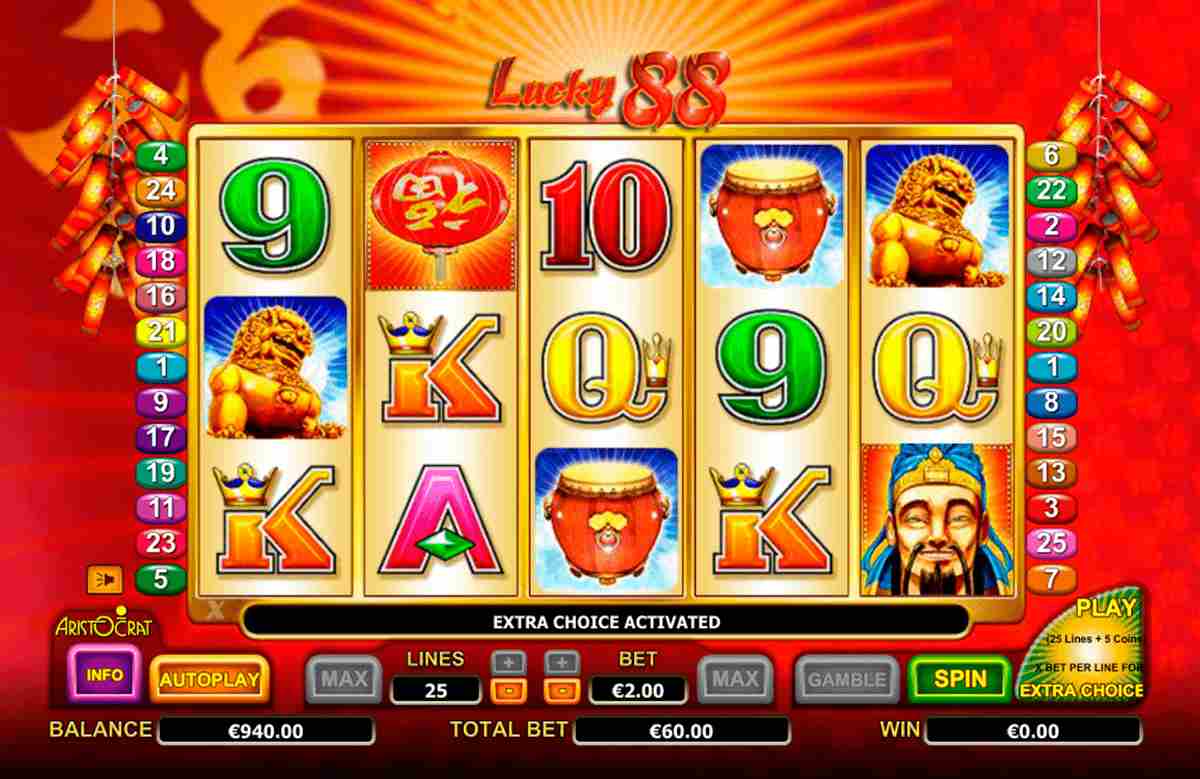 Lucky 88
4
24
10
18
16
21
1
9
17
19
11
23
5
9
10
K
Q
9
Q
K
A
K
6
22
2
12
14
20
1
8
15
13
3
25
7
X
EXTRA CHOICE ACTIVATED
ARISTOCRAT
INFO
AUTOPLAY
MAX
LINES
25
+
-
+
-
BET
€2.00
MAX
GAMBLE
SPIN
PLAY
(25 Lines + 5 Coins
X BET PER LINE FOR
EXTRA CHOICE
BALANCE €940.00
TOTAL BET €60.00
WIN €0.00